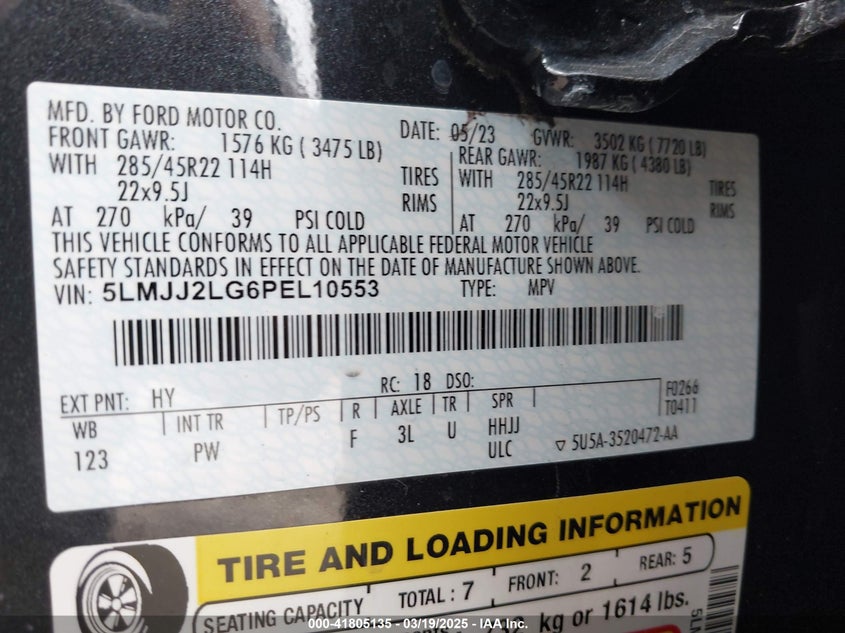 MFD. BY FORD MOTOR CO. DATE: 05/23 GVWR: 3502 KG ( 7720 LB)
FRONT GAWR: 1576 KG ( 3475 LB) REAR GAWR: 1987 KG ( 4380 LB)
WITH 285/45R22 114H TIRES WITH 285/45R22 114H TIRES
22x9.5J RIMS 22x9.5J RIMS
AT 270 kPa/ 39 PSI COLD AT 270 kPa/ 39 PSI COLD
THIS VEHICLE CONFORMS TO ALL APPLICABLE FEDERAL MOTOR VEHICLE
SAFETY STANDARDS IN EFFECT ON THE DATE OF MANUFACTURE SHOWN ABOVE.
VIN: 5LMJJ2LG6PEL10553 TYPE: MPV
EXT PNT: HY RC: 18 DSO: F0266
T0411
WB INT TR TP/PS R AXLE TR SPR
123 PW F 3L U HHJJ
ULC ▽ 5U5A-3520472-AA
TIRE AND LOADING INFORMATION
SEATING CAPACITY TOTAL : 7 FRONT: 2 REAR: 5
kg or 1614 lbs.
000-41805135 - 03/19/2025 - IAA Inc.